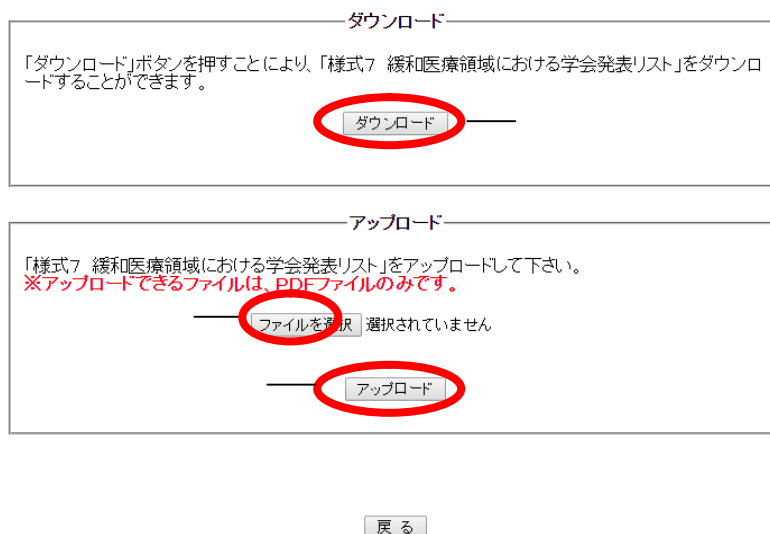 ダウンロード
「ダウンロード」ボタンを押すことにより、「様式7 緩和医療領域における学会発表リスト」をダウンロ
ードすることができます。
ダウンロード
アップロード
「様式7 緩和医療領域における学会発表リスト」をアップロードして下さい。
※アップロードできるファイルは、PDFファイルのみです。
ファイルを選択 選択されていません
アップロード
戻る